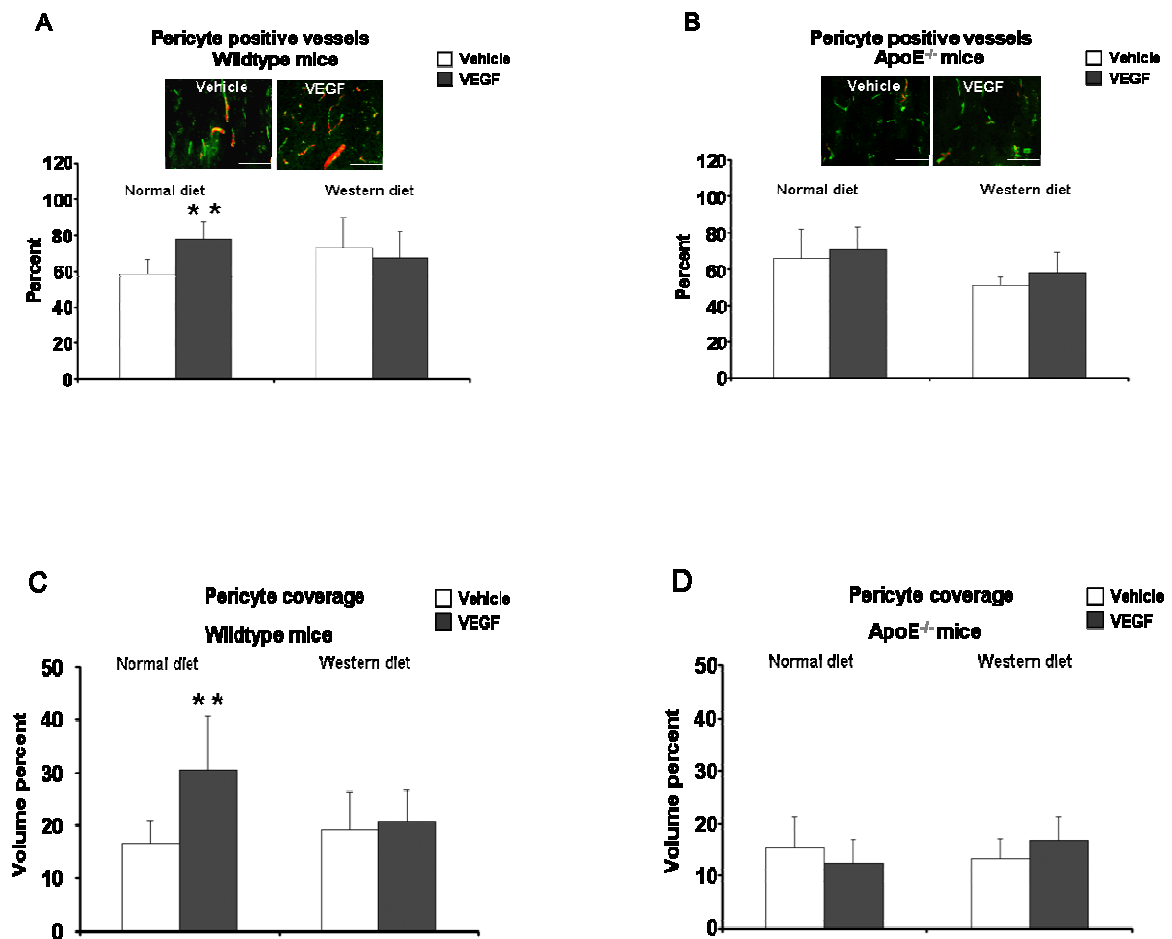 A
Pericyte positive vessels
Wildtype mice
Vehicle
VEGF
Vehicle
VEGF
120
100
80
60
40
20
0
Percent
Normal diet
Western diet
**
B
Pericyte positive vessels
ApoE-/- mice
Vehicle
VEGF
Vehicle
VEGF
120
100
80
60
40
20
0
Percent
Normal diet
Western diet
C
Pericyte coverage
Wildtype mice
Vehicle
VEGF
Normal diet
Western diet
50
40
30
20
10
0
Volume percent
**
D
Pericyte coverage
ApoE-/- mice
Vehicle
VEGF
Normal diet
Western diet
50
40
30
20
10
0
Volume percent